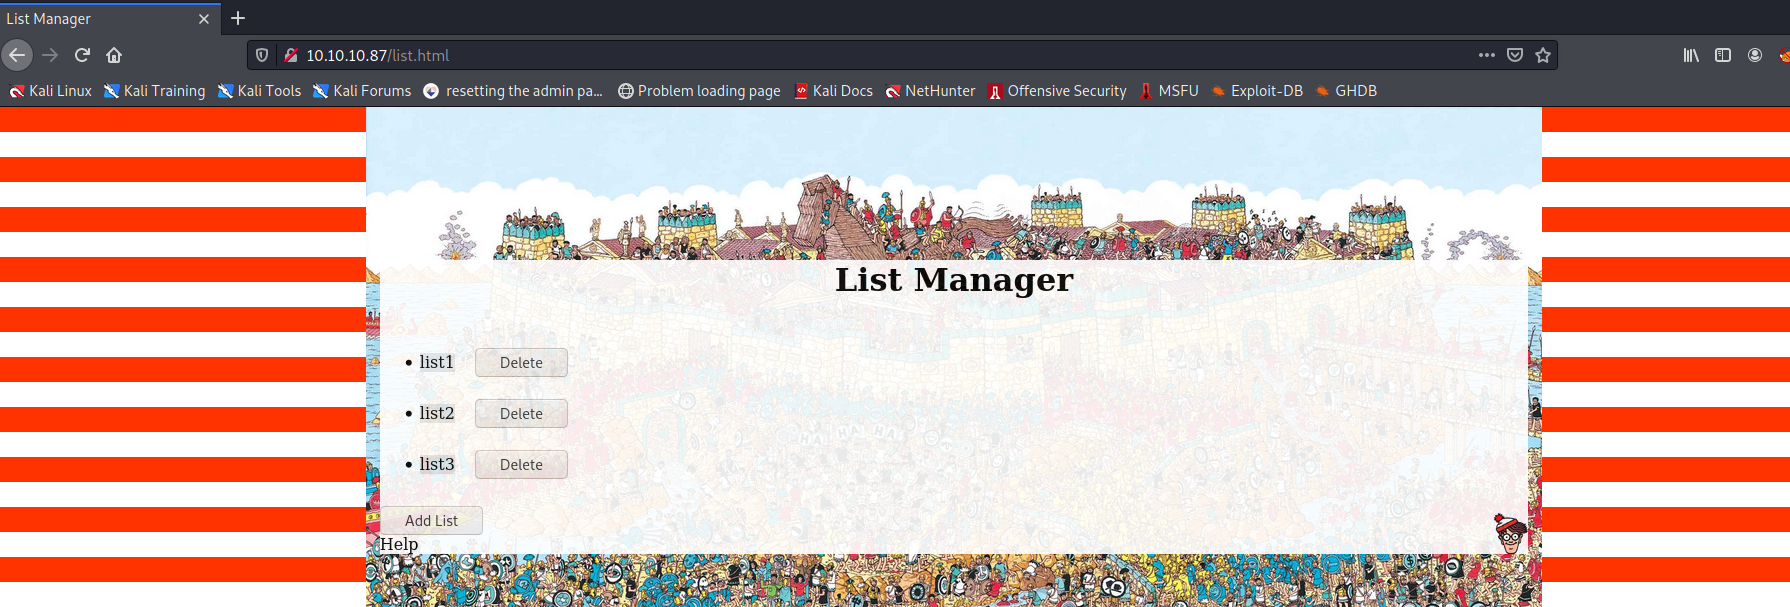 List Manager
10.10.10.87/list.html
Kali Linux Kali Training Kali Tools Kali Forums resetting the admin pa... Problem loading page Kali Docs NetHunter Offensive Security MSFU Exploit-DB GHDB
List Manager
• list1 Delete
• list2 Delete
• list3 Delete
Add List
Help